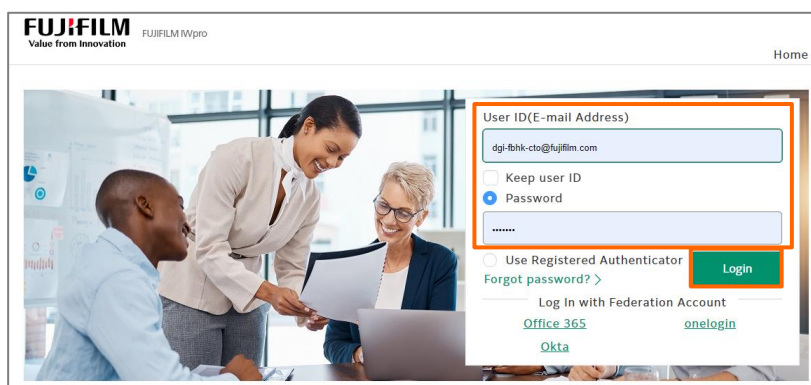 FUJIFILM
Value from Innovation
FUJIFILM IWpro
Home
User ID(E-mail Address)
dgi-fbhk-cto@fujifilm.com
Keep user ID
Password
•••••••
Use Registered Authenticator
Login
Forgot password? >
Log In with Federation Account
Office 365
onelogin
Okta